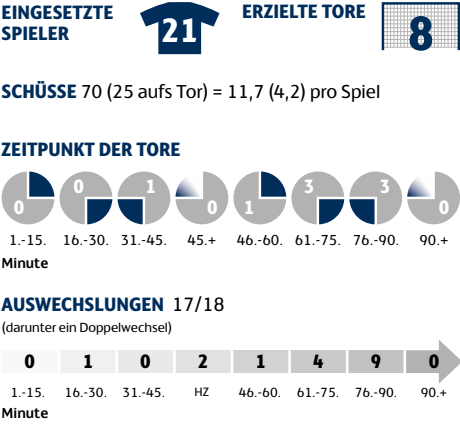 EINGESETZTE
SPIELER
21
ERZIELTE TORE
8
SCHÜSSE 70 (25 aufs Tor) = 11,7 (4,2) pro Spiel
ZEITPUNKT DER TORE
0 0 1 0 1 3 3 0
1.-15. 16.-30. 31.-45. 45.+ 46.-60. 61.-75. 76.-90. 90.+
Minute
AUSWECHSLUNGEN 17/18
(darunter ein Doppelwechsel)
0 1 0 2 1 4 9 0
1.-15. 16.-30. 31.-45. HZ 46.-60. 61.-75. 76.-90. 90.+
Minute